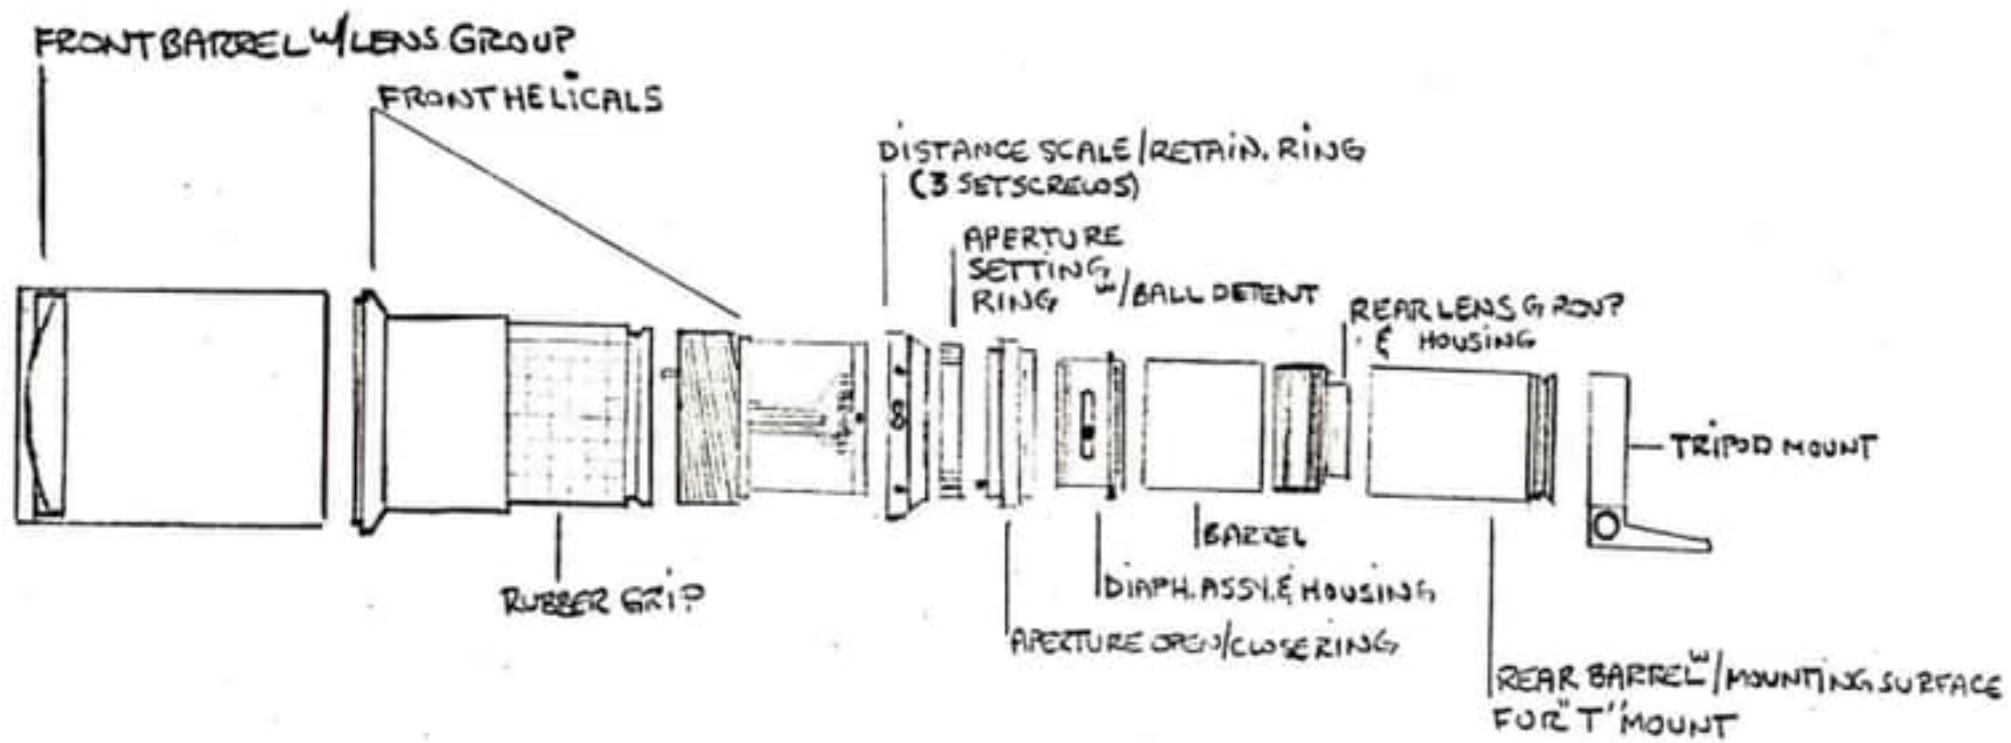 FRONT BARREL W/LENS GROUP
FRONT HELICALS
DISTANCE SCALE/RETAIN. RING
(3 SETSCREWS)
APERTURE
SETTING
RING W/BALL DETENT
REAR LENS GROUP
& HOUSING
TRIPOD MOUNT
RUBBER GRIP
BARREL
DIAPH. ASSY. & HOUSING
APERTURE OPEN/CLOSE RING
REAR BARREL W/MOUNTING SURFACE
FOR "T" MOUNT